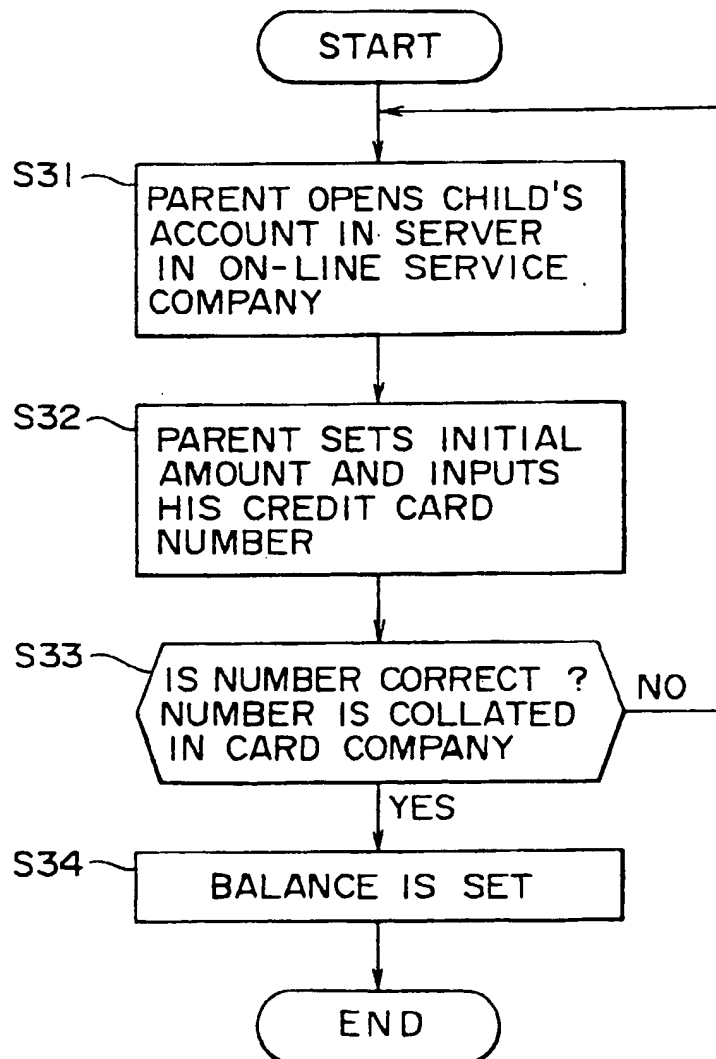 START
S31
PARENT OPENS CHILD'S
ACCOUNT IN SERVER
IN ON-LINE SERVICE
COMPANY
S32
PARENT SETS INITIAL
AMOUNT AND INPUTS
HIS CREDIT CARD
NUMBER
S33
IS NUMBER CORRECT ?
NUMBER IS COLLATED
IN CARD COMPANY
NO
YES
S34
BALANCE IS SET
END